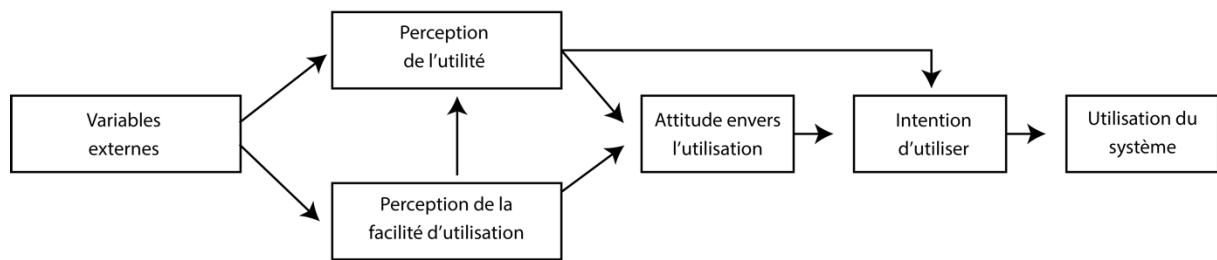 Perception
de l'utilité
Variables
externes
Attitude envers
l'utilisation
Intention
d'utiliser
Utilisation du
système
Perception de la
facilité d'utilisation